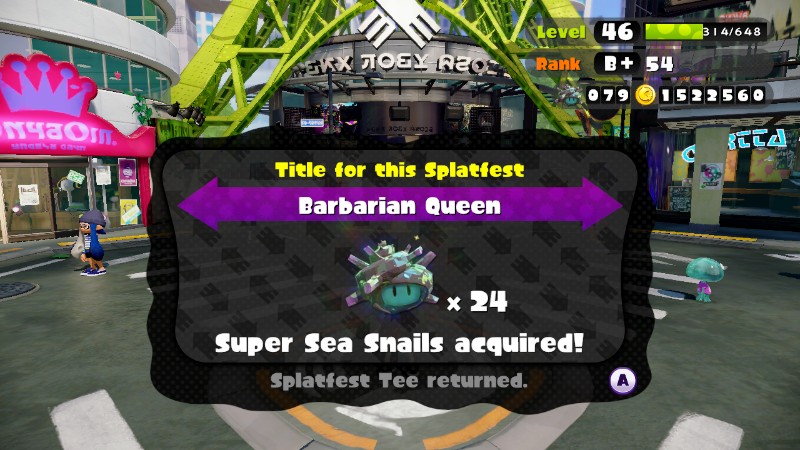 Level 46 314/648
Rank B+ 54
079 1522560
Title for this Splatfest
Barbarian Queen
× 24
Super Sea Snails acquired!
Splatfest Tee returned.
A